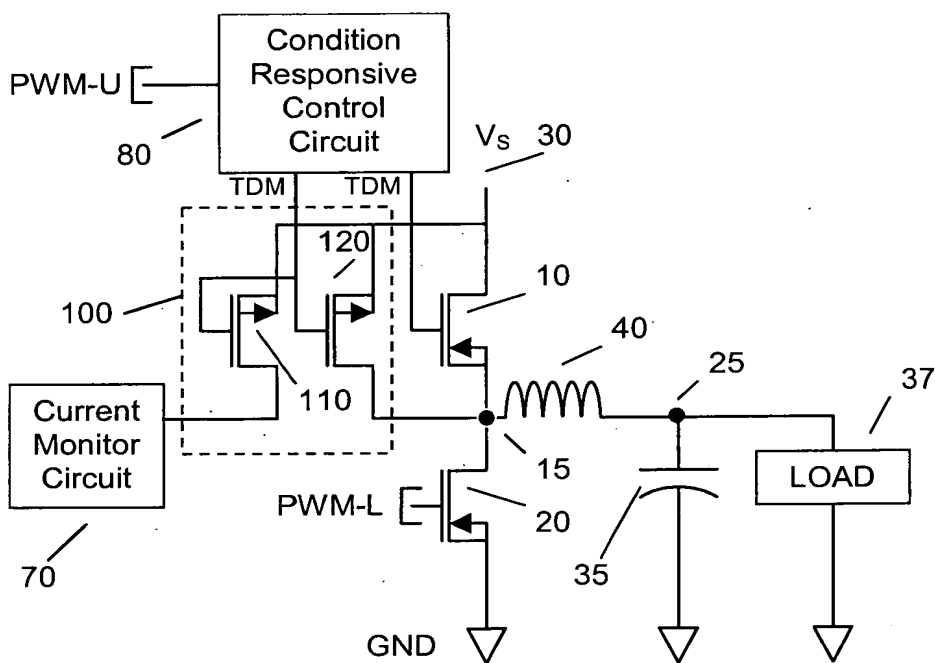 Condition
Responsive
Control
Circuit
PWM-U
80
VS
30
TDM
TDM
120
10
100
40
25
37
110
Current
Monitor
Circuit
15
LOAD
PWM-L
20
35
70
GND